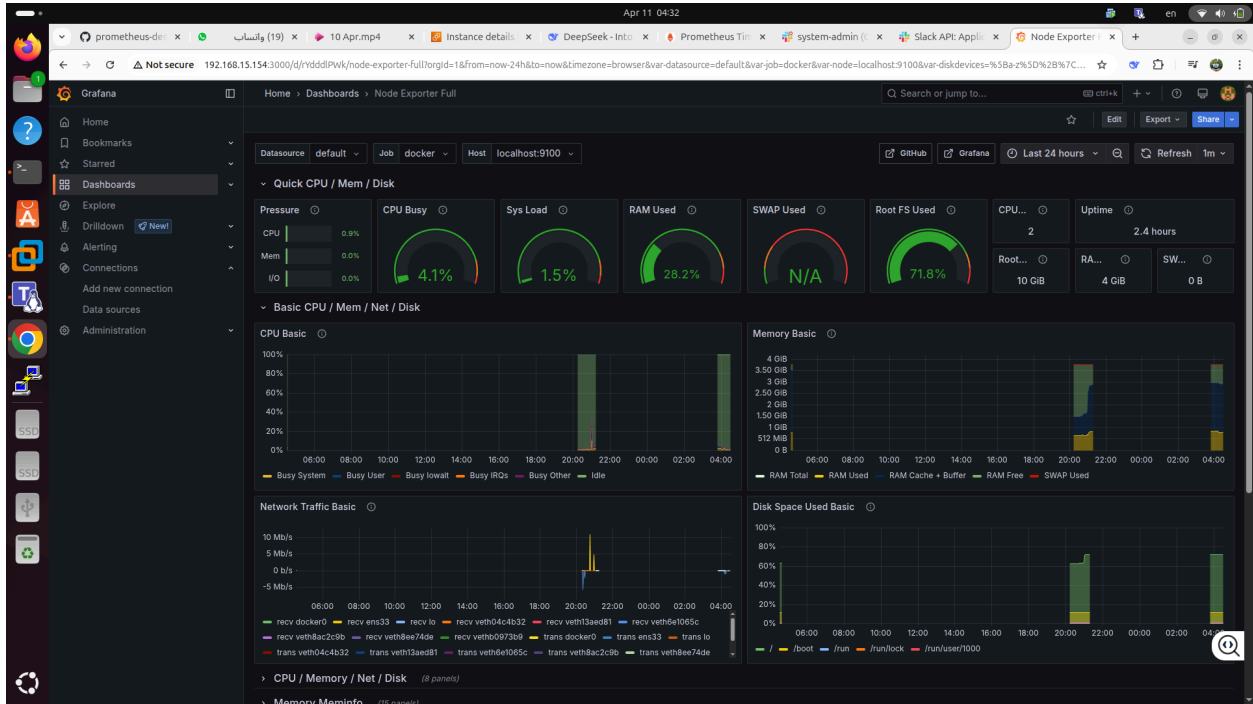 Apr 11 04:32
en
prometheus-de
(19) واتساب
10 Apr.mp4
Instance details
DeepSeek - Into
Prometheus Tim
system-admin (C
Slack API: Applic
Node Exporter F
Not secure 192.168.15.154:3000/d/rYdddlPWk/node-exporter-full?orgId=1&from=now-24h&to=now&timezone=browser&var-datasource=default&var-job=docker&var-node=localhost:9100&var-diskdevices=%5Ba-z%5D%2B%7C...
Grafana
Home > Dashboards > Node Exporter Full
Search or jump to...
ctrl+k
Edit
Export
Share
Home
Bookmarks
Starred
Dashboards
Explore
Drilldown New!
Alerting
Connections
Add new connection
Data sources
Administration
Datasource default
Job docker
Host localhost:9100
GitHub
Grafana
Last 24 hours
Refresh 1m
Quick CPU / Mem / Disk
Pressure
CPU 0.9%
Mem 0.0%
I/O 0.0%
CPU Busy
4.1%
Sys Load
1.5%
RAM Used
28.2%
SWAP Used
N/A
Root FS Used
71.8%
CPU...
2
Uptime
2.4 hours
Root...
10 GiB
RA...
4 GiB
SW...
0 B
Basic CPU / Mem / Net / Disk
CPU Basic
100%
80%
60%
40%
20%
0%
06:00 08:00 10:00 12:00 14:00 16:00 18:00 20:00 22:00 00:00 02:00 04:00
Busy System Busy User Busy Iowait Busy IRQs Busy Other Idle
Memory Basic
4 GiB
3.50 GiB
3 GiB
2.50 GiB
2 GiB
1.50 GiB
1 GiB
512 MiB
0 B
06:00 08:00 10:00 12:00 14:00 16:00 18:00 20:00 22:00 00:00 02:00 04:00
RAM Total RAM Used RAM Cache + Buffer RAM Free SWAP Used
Network Traffic Basic
10 Mb/s
5 Mb/s
0 b/s
-5 Mb/s
06:00 08:00 10:00 12:00 14:00 16:00 18:00 20:00 22:00 00:00 02:00 04:00
recv docker0 recv ens33 recv lo recv veth04c4b32 recv veth13aed81 recv veth6e1065c
recv veth8ac2c9b recv veth8ee74de recv vethb0973b9 trans docker0 trans ens33 trans lo
trans veth04c4b32 trans veth13aed81 trans veth6e1065c trans veth8ac2c9b trans veth8ee74de
Disk Space Used Basic
100%
80%
60%
40%
20%
0%
06:00 08:00 10:00 12:00 14:00 16:00 18:00 20:00 22:00 00:00 02:00
/ /boot /run /run/lock /run/user/1000
CPU / Memory / Net / Disk (8 panels)
Memory Meminfo (15 panels)
SSD
SSD